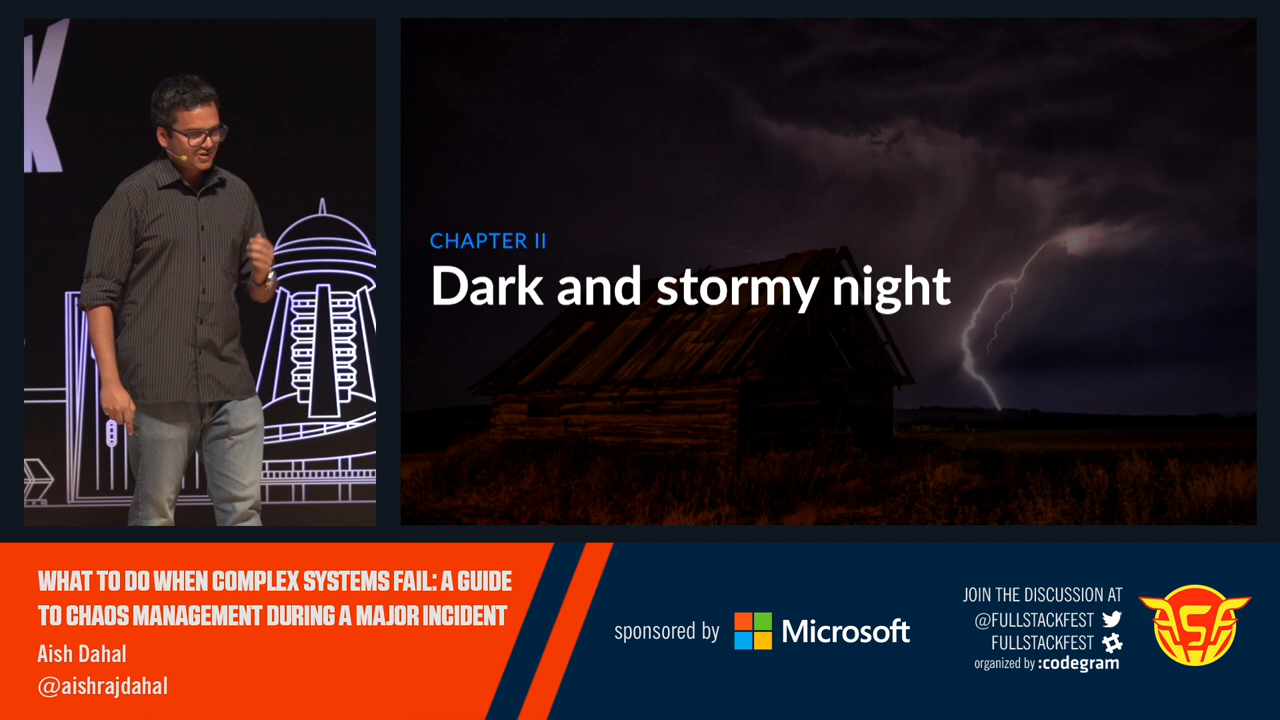 K
CHAPTER II
Dark and stormy night
WHAT TO DO WHEN COMPLEX SYSTEMS FAIL: A GUIDE
TO CHAOS MANAGEMENT DURING A MAJOR INCIDENT
Aish Dahal
@aishrajdahal
sponsored by Microsoft
JOIN THE DISCUSSION AT
@FULLSTACKFEST
FULLSTACKFEST
organized by :codegram
FSF